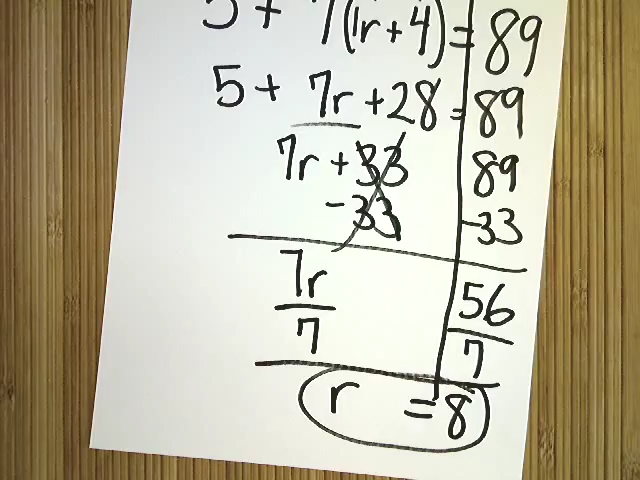 5 + 7(1r + 4) = 89
5 + 7r + 28 = 89
7r + 33 89
- 33 -33
7r 56
7 7
r = 8